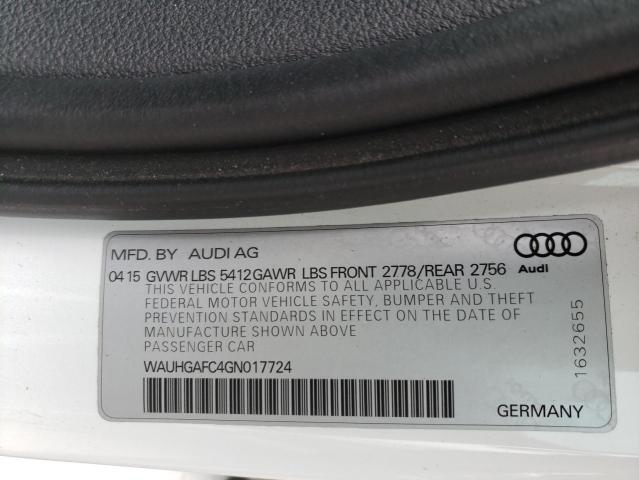 MFD. BY AUDI AG
04 15 GVWR LBS 5412 GAWR LBS FRONT 2778/REAR 2756
Audi
THIS VEHICLE CONFORMS TO ALL APPLICABLE U.S.
FEDERAL MOTOR VEHICLE SAFETY, BUMPER AND THEFT
PREVENTION STANDARDS IN EFFECT ON THE DATE OF
MANUFACTURE SHOWN ABOVE
PASSENGER CAR
WAUHGAFC4GN017724
GERMANY
1632655